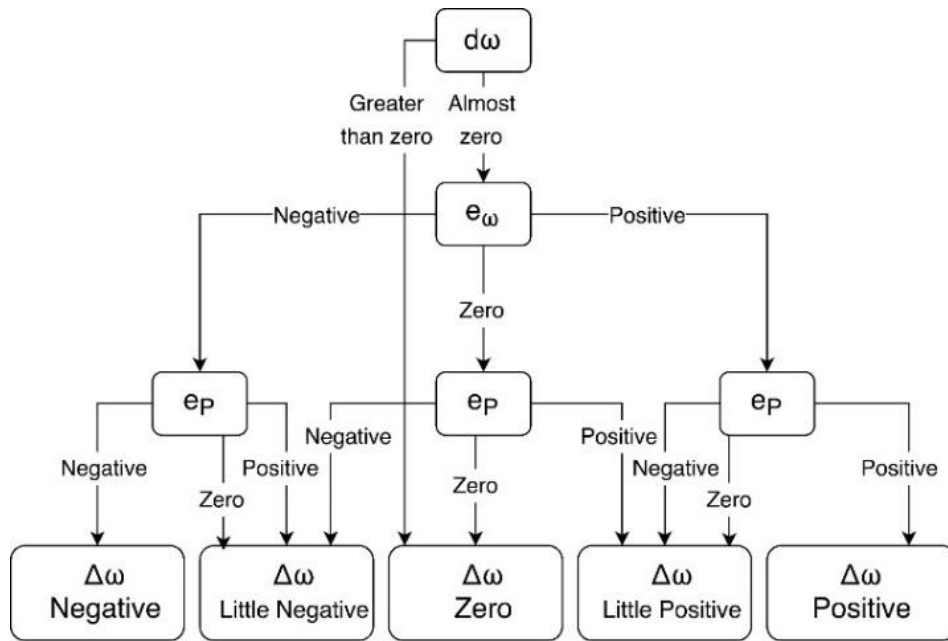 dω
Greater
than zero
Almost
zero
Negative
eω
Positive
Zero
eP
eP
eP
Negative
Zero
Positive
Negative
Zero
Positive
Negative
Zero
Positive
Δω
Negative
Δω
Little Negative
Δω
Zero
Δω
Little Positive
Δω
Positive